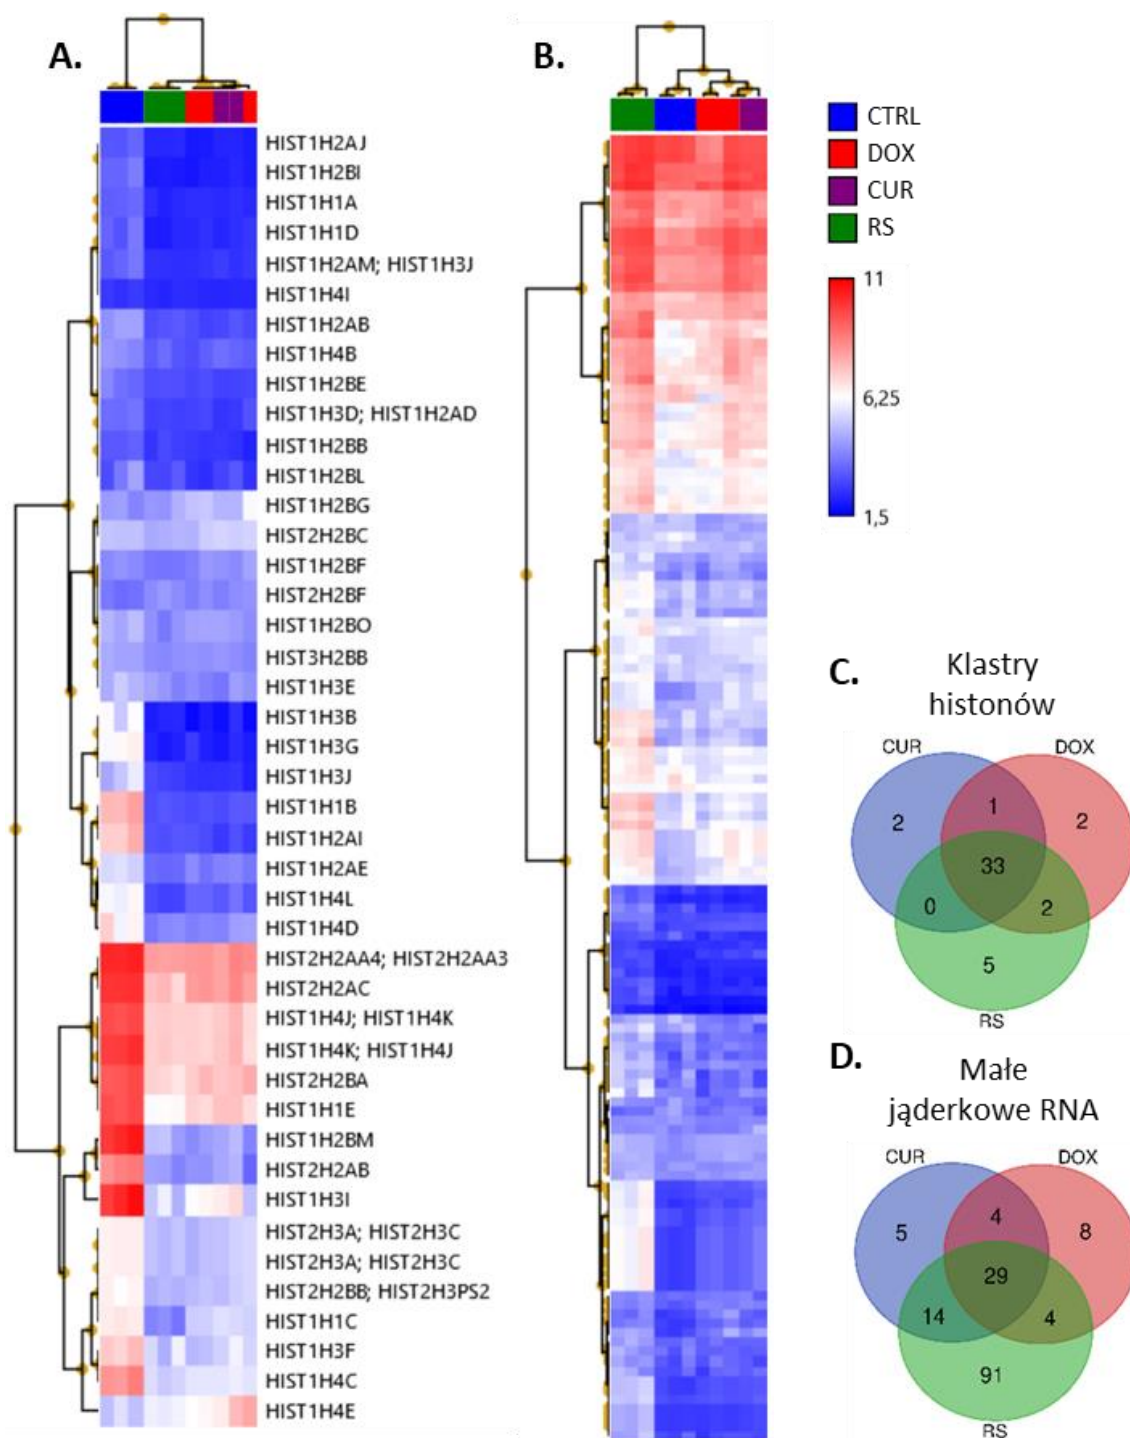 A.
HIST1H2AJ
HIST1H2BI
HIST1H1A
HIST1H1D
HIST1H2AM; HIST1H3J
HIST1H4I
HIST1H2AB
HIST1H4B
HIST1H2BE
HIST1H3D; HIST1H2AD
HIST1H2BB
HIST1H2BL
HIST1H2BG
HIST2H2BC
HIST1H2BF
HIST2H2BF
HIST1H2BO
HIST3H2BB
HIST1H3E
HIST1H3B
HIST1H3G
HIST1H3J
HIST1H1B
HIST1H2AI
HIST1H2AE
HIST1H4L
HIST1H4D
HIST2H2AA4; HIST2H2AA3
HIST2H2AC
HIST1H4J; HIST1H4K
HIST1H4K; HIST1H4J
HIST2H2BA
HIST1H1E
HIST1H2BM
HIST2H2AB
HIST1H3I
HIST2H3A; HIST2H3C
HIST2H3A; HIST2H3C
HIST2H2BB; HIST2H3PS2
HIST1H1C
HIST1H3F
HIST1H4C
HIST1H4E
B.
CTRL
DOX
CUR
RS
11
6,25
1,5
C.
Klastry
histonów
CUR
DOX
2
1
2
33
0
2
5
RS
D.
Małe
jąderkowe RNA
CUR
DOX
5
4
8
29
14
4
91
RS